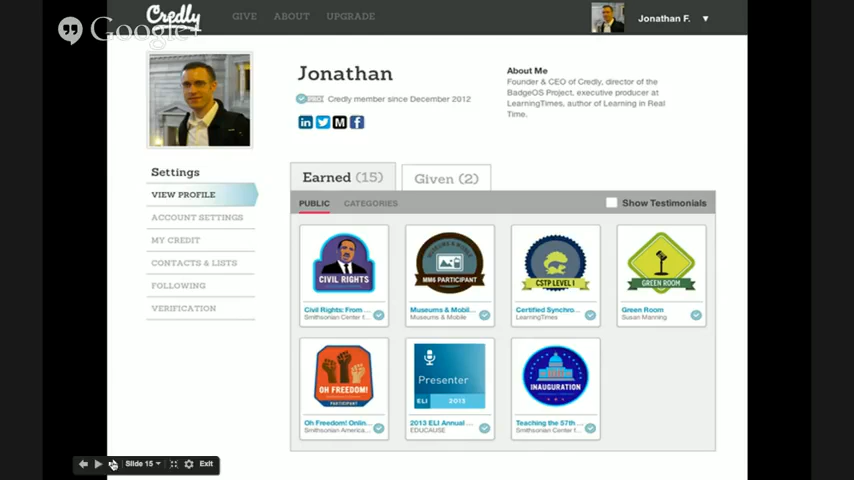 Credly
GIVE
ABOUT
UPGRADE
Jonathan F.
Google+
Jonathan
PRO
Credly member since December 2012
About Me
Founder & CEO of Credly, director of the
BadgeOS Project, executive producer at
LearningTimes, author of Learning in Real
Time.
Settings
VIEW PROFILE
ACCOUNT SETTINGS
MY CREDIT
CONTACTS & LISTS
FOLLOWING
VERIFICATION
Earned (15)
Given (2)
PUBLIC
CATEGORIES
Show Testimonials
CIVIL RIGHTS
Civil Rights: From ...
Smithsonian Center f...
MUSEUMS & MOBILE
MM6 PARTICIPANT
Museums & Mobil...
Museums & Mobile
CSTP LEVEL I
Certified Synchro...
LearningTimes
GREEN ROOM
Green Room
Susan Manning
OH FREEDOM!
PARTICIPANT
Oh Freedom! Onlin...
Smithsonian America...
Presenter
ELI
2013
2013 ELI Annual ...
EDUCAUSE
INAUGURATION
Teaching the 57th ...
Smithsonian Center f...
Slide 15
Exit